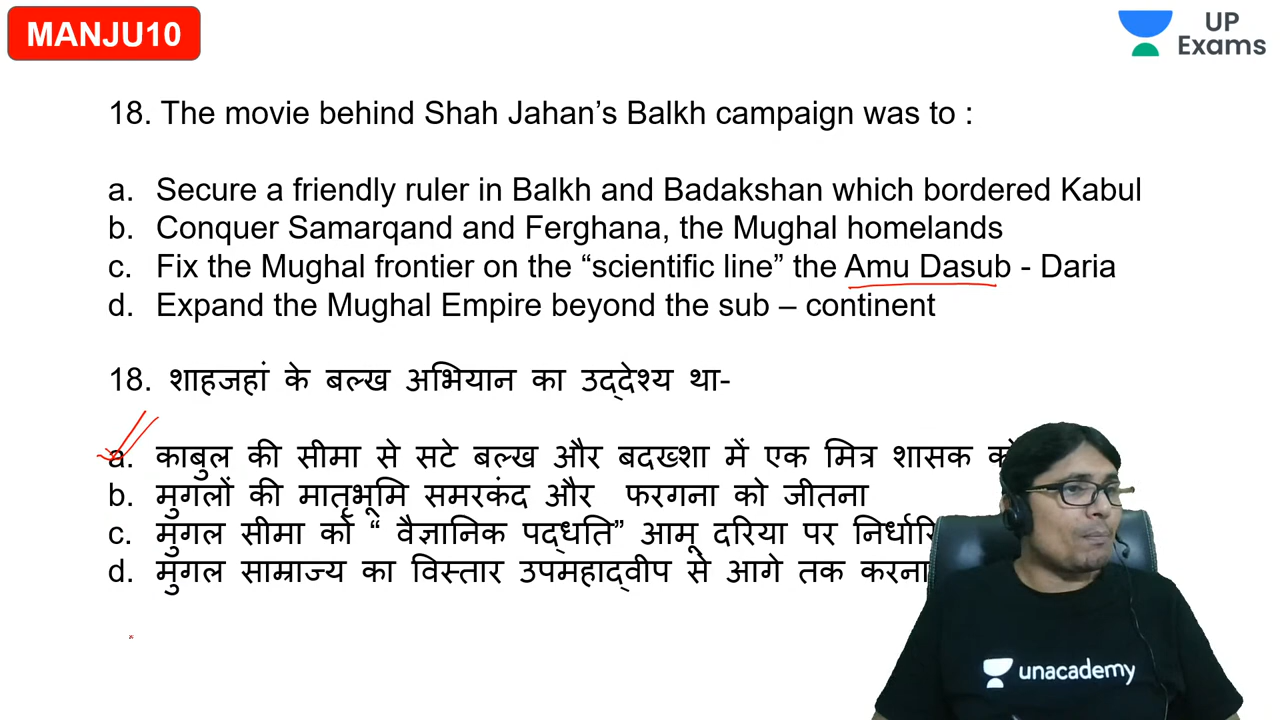 MANJU10
UP
Exams
18. The movie behind Shah Jahan’s Balkh campaign was to :
a. Secure a friendly ruler in Balkh and Badakshan which bordered Kabul
b. Conquer Samarqand and Ferghana, the Mughal homelands
c. Fix the Mughal frontier on the “scientific line” the Amu Dasub - Daria
d. Expand the Mughal Empire beyond the sub – continent
18. शाहजहां के बल्ख अभियान का उद्देश्य था-
a. काबुल की सीमा से सटे बल्ख और बदख्शा में एक मित्र शासक को
b. मुगलों की मातृभूमि समरकंद और फरगना को जीतना
c. मुगल सीमा को “ वैज्ञानिक पद्धति” आमू दरिया पर
d. मुगल साम्राज्य का विस्तार उपमहाद्वीप से आगे तक करना
unacademy